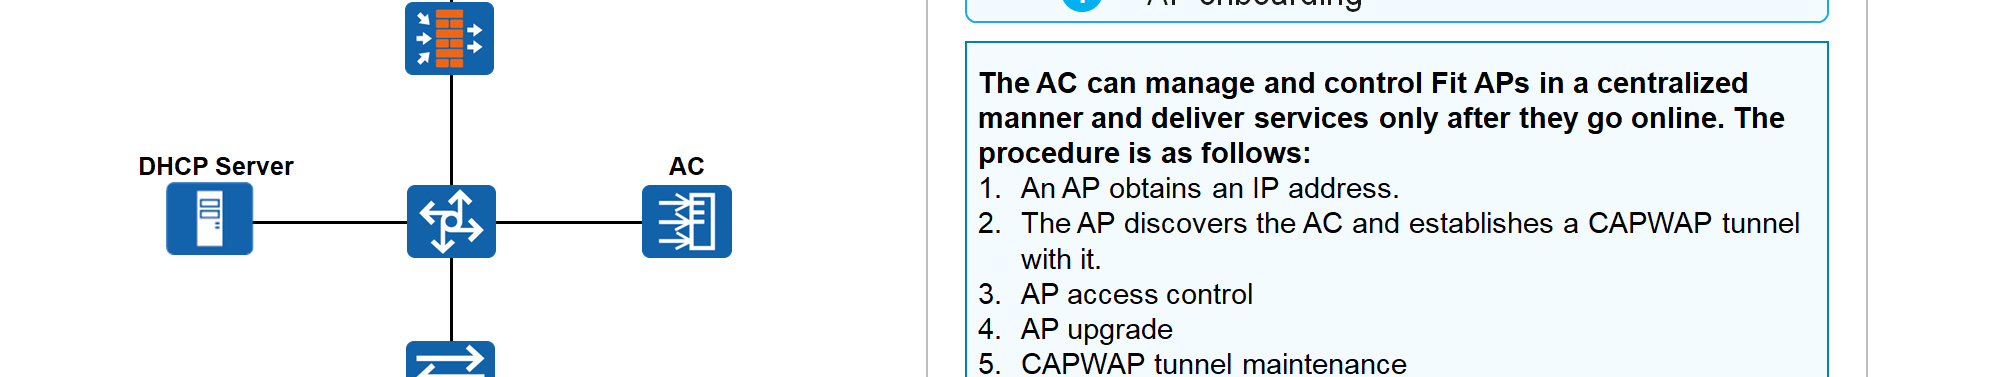 AP onboarding
The AC can manage and control Fit APs in a centralized
manner and deliver services only after they go online. The
procedure is as follows:
DHCP Server
AC
1. An AP obtains an IP address.
2. The AP discovers the AC and establishes a CAPWAP tunnel
with it.
3. AP access control
4. AP upgrade
5. CAPWAP tunnel maintenance